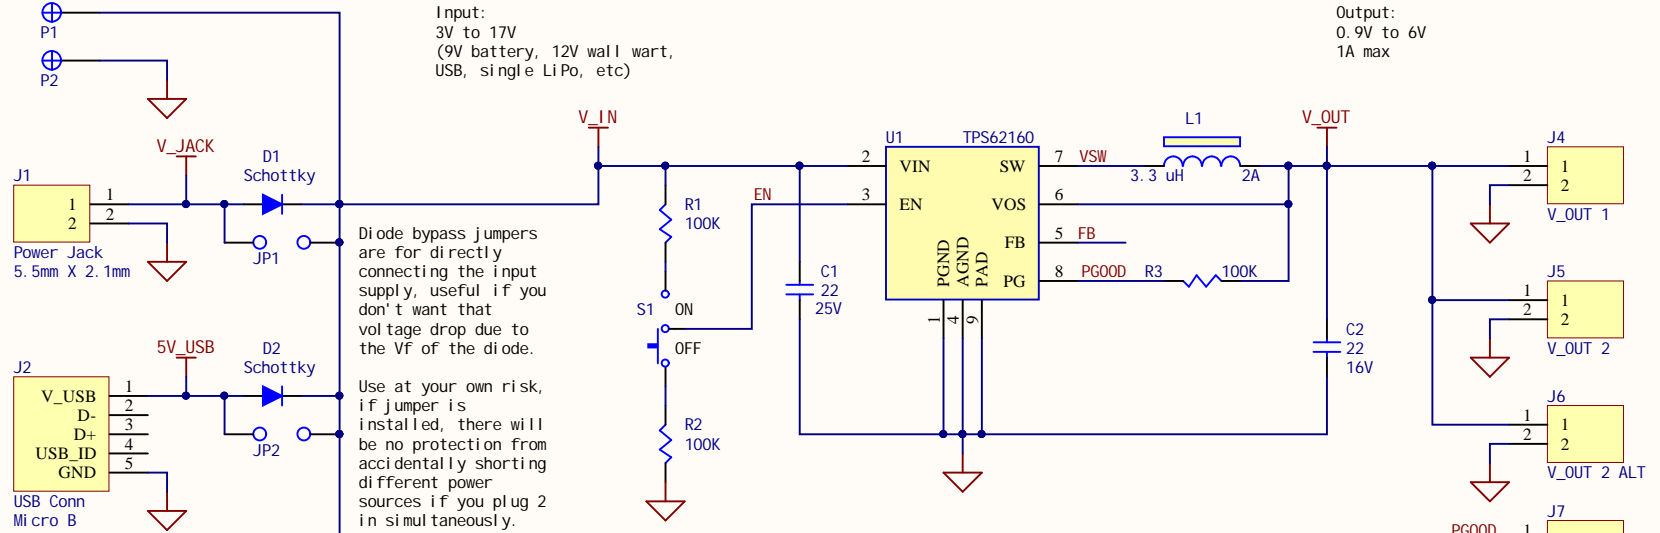 P1
P2
Input:
3V to 17V
(9V battery, 12V wall wart,
USB, single LiPo, etc)
Output:
0.9V to 6V
1A max
V_JACK
D1
Schottky
J1
1
2
1
2
Power Jack
5.5mm X 2.1mm
JP1
5V_USB
D2
Schottky
J2
V_USB
D-
D+
USB_ID
GND
1
2
3
4
5
USB Conn
Micro B
JP2
Diode bypass jumpers
are for directly
connecting the input
supply, useful if you
don't want that
voltage drop due to
the Vf of the diode.
Use at your own risk,
if jumper is
installed, there will
be no protection from
accidentally shorting
different power
sources if you plug 2
in simultaneously.
V_IN
R1
100K
EN
S1
ON
OFF
R2
100K
C1
22
25V
U1
TPS62160
2
VIN
3
EN
SW
7
VSW
VOS
6
FB
5
FB
PG
8
PGOOD
PGND
AGND
PAD
1
4
9
L1
3.3 uH
2A
R3
100K
V_OUT
C2
22
16V
J4
1
2
1
2
V_OUT 1
J5
1
2
1
2
V_OUT 2
J6
1
2
1
2
V_OUT 2 ALT
J7
PGOOD
1